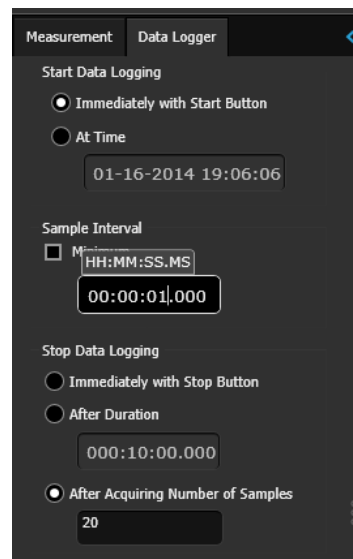 Measurement Data Logger
Start Data Logging
Immediately with Start Button
At Time
01-16-2014 19:06:06
Sample Interval
Minimum
HH:MM:SS.MS
00:00:01.000
Stop Data Logging
Immediately with Stop Button
After Duration
000:10:00.000
After Acquiring Number of Samples
20